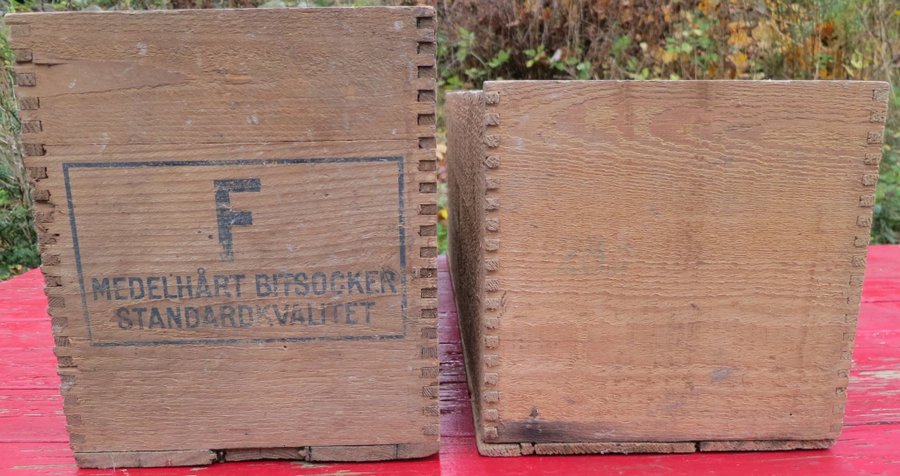 F
MEDELHÅRT BITSOCKER
STANDARDKVALITET